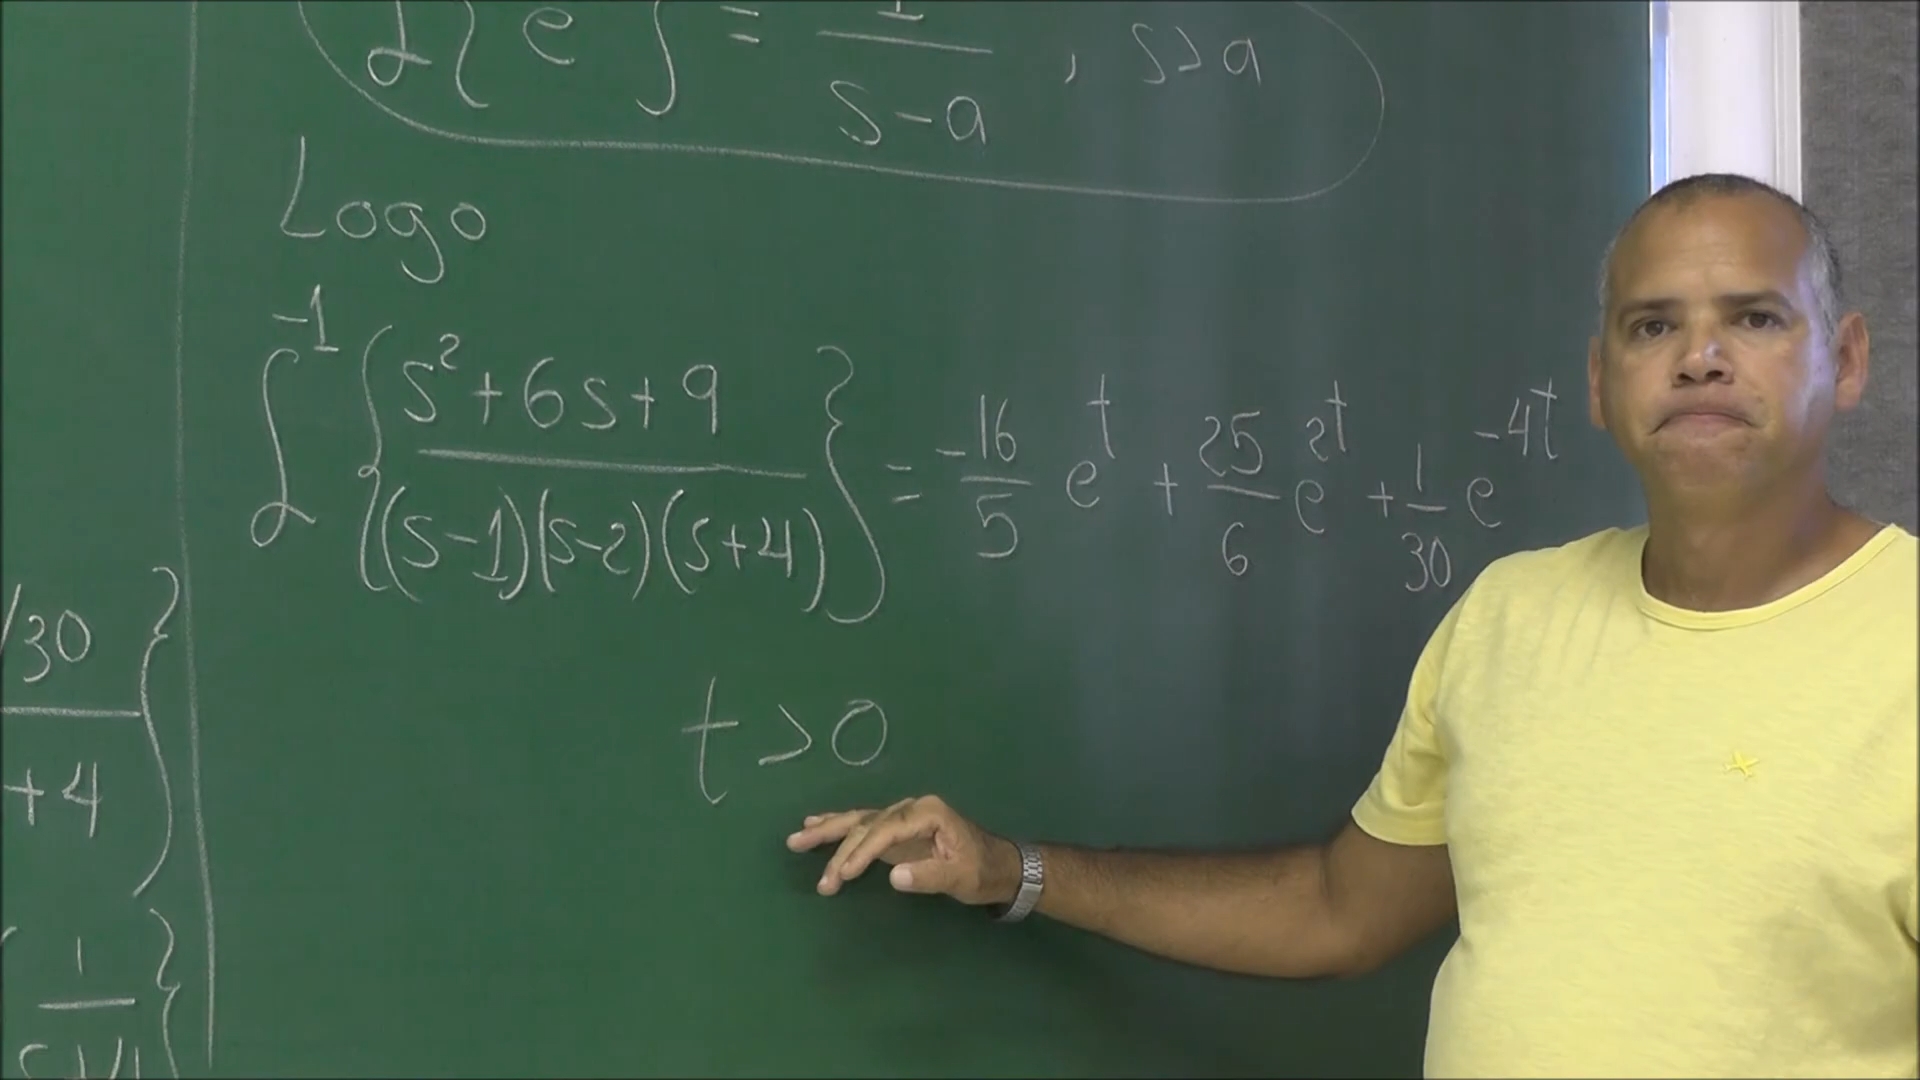 ℒ{e } = 1/(s-a) , s>a
Logo
ℒ⁻¹{(s²+6s+9)/((s-1)(s-2)(s+4))} = -16/5 eᵗ + 25/6 e²ᵗ + 1/30 e⁻⁴ᵗ
t>0
/30
+4
1